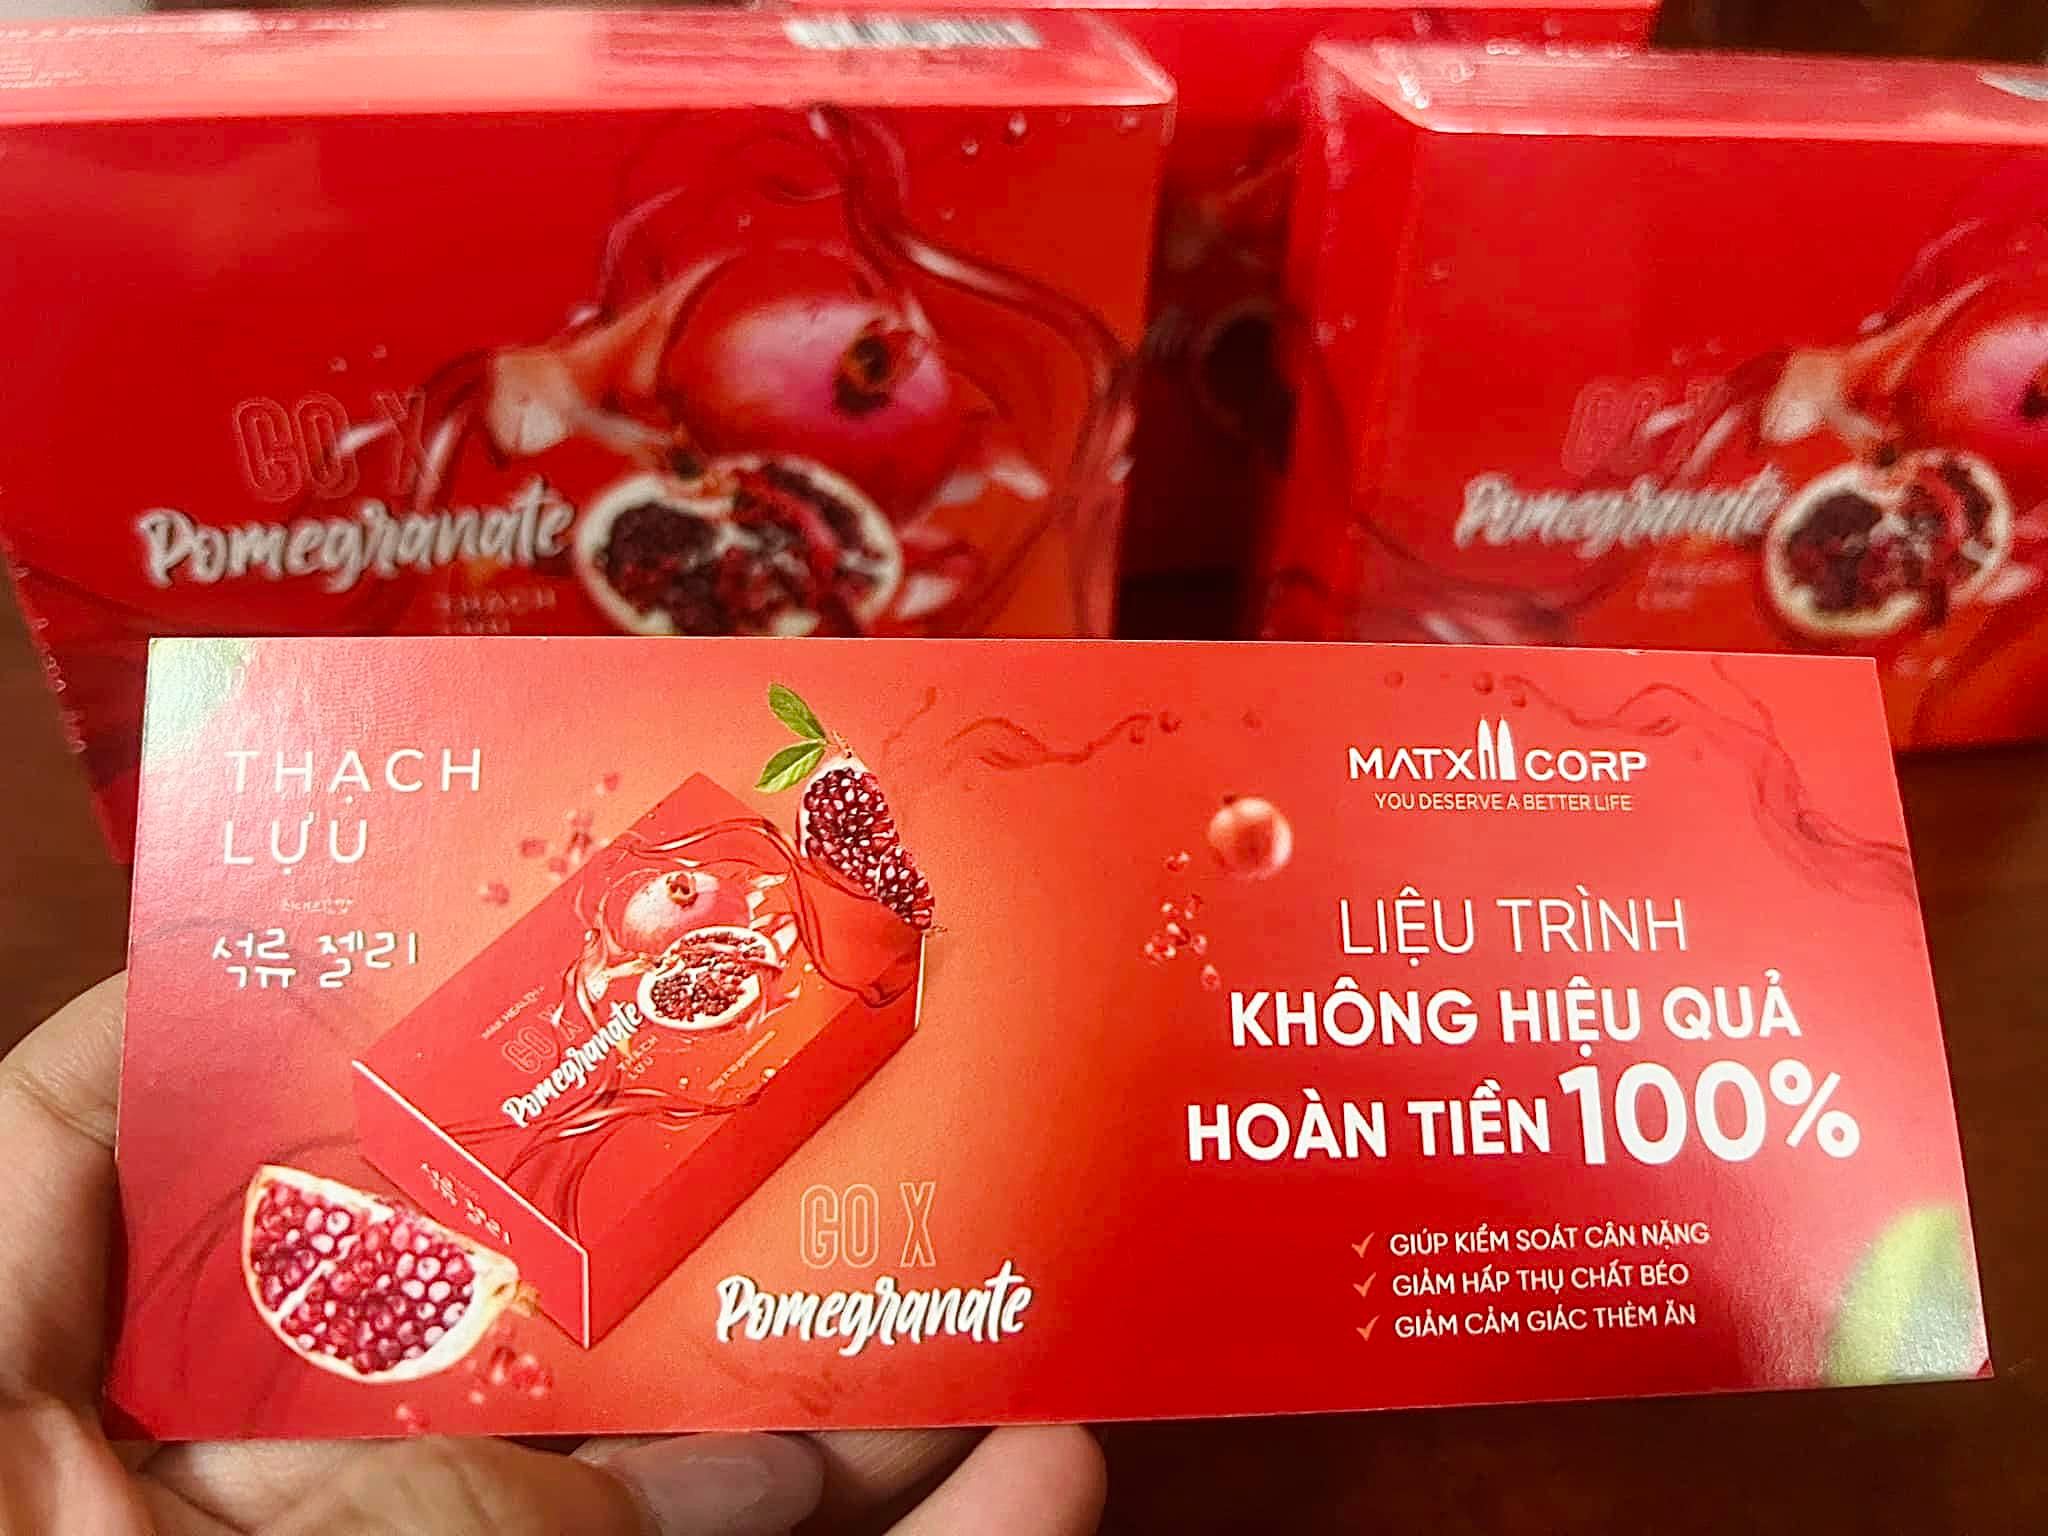 GO X
Pomegranate
THẠCH
GO X
Pomegranate
THẠCH
LỰU
석류 젤리
GO X
Pomegranate
THẠCH
LỰU
GO X
Pomegranate
MATX CORP
YOU DESERVE A BETTER LIFE
LIỆU TRÌNH
KHÔNG HIỆU QUẢ
HOÀN TIỀN 100%
✓ GIÚP KIỂM SOÁT CÂN NẶNG
✓ GIẢM HẤP THỤ CHẤT BÉO
✓ GIẢM CẢM GIÁC THÈM ĂN